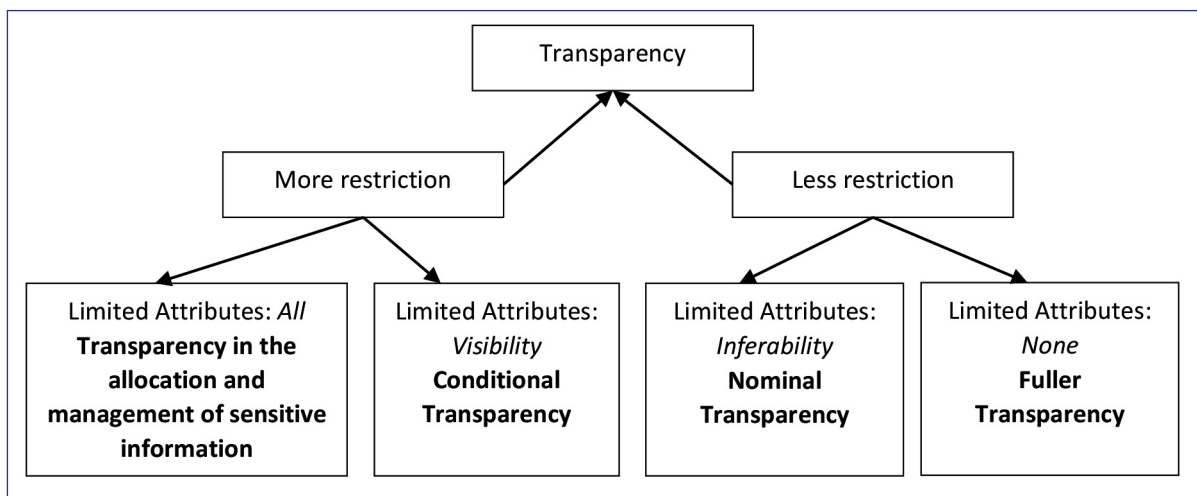 Transparency
More restriction
Less restriction
Limited Attributes: All
Transparency in the
allocation and
management of sensitive
information
Limited Attributes:
Visibility
Conditional
Transparency
Limited Attributes:
Inferability
Nominal
Transparency
Limited Attributes:
None
Fuller
Transparency